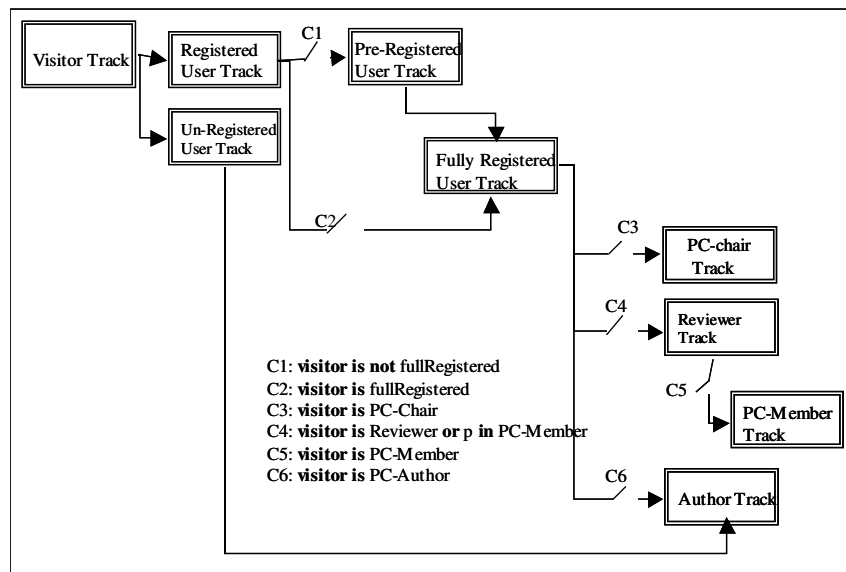 Visitor Track
Registered
User Track
C1
Pre-Registered
User Track
Un-Registered
User Track
Fully Registered
User Track
C2
C3
PC-chair
Track
C4
Reviewer
Track
C5
PC-Member
Track
C1: visitor is not fullRegistered
C2: visitor is fullRegistered
C3: visitor is PC-Chair
C4: visitor is Reviewer or p in PC-Member
C5: visitor is PC-Member
C6: visitor is PC-Author
C6
Author Track